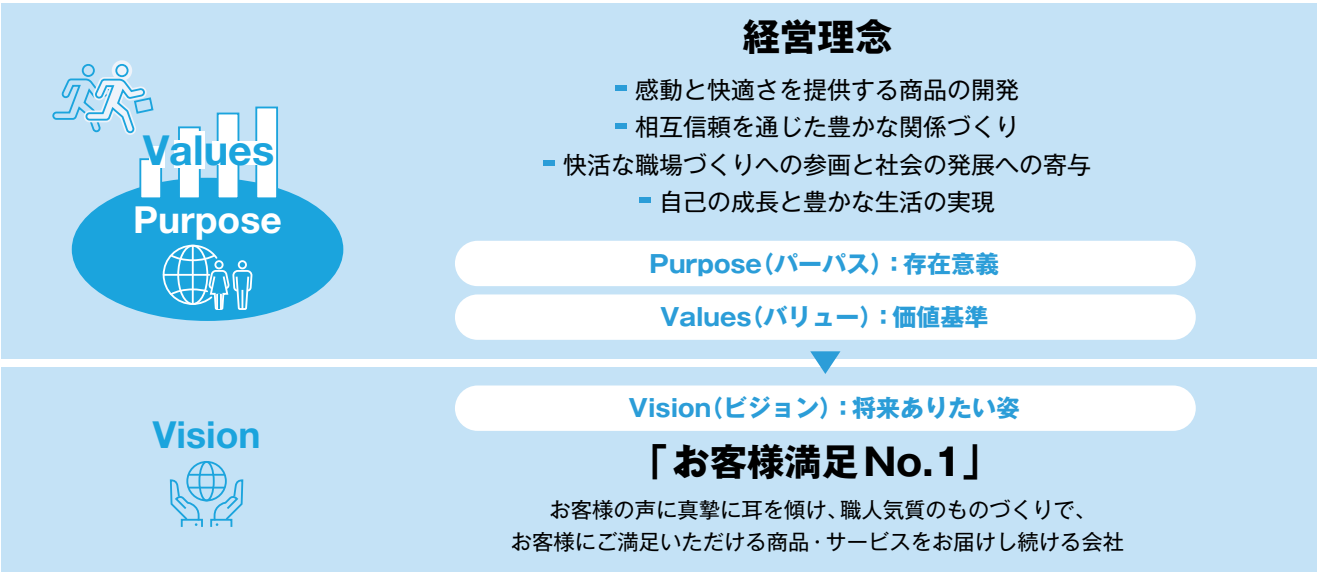 経営理念
感動と快適さを提供する商品の開発
相互信頼を通じた豊かな関係づくり
快活な職場づくりへの参画と社会の発展への寄与
自己の成長と豊かな生活の実現
Values
Purpose
Purpose(パーパス):存在意義
Values(バリュー):価値基準
Vision
Vision(ビジョン):将来ありたい姿
「お客様満足No.1」
お客様の声に真摯に耳を傾け、職人気質のものづくりで、
お客様にご満足いただける商品・サービスをお届けし続ける会社